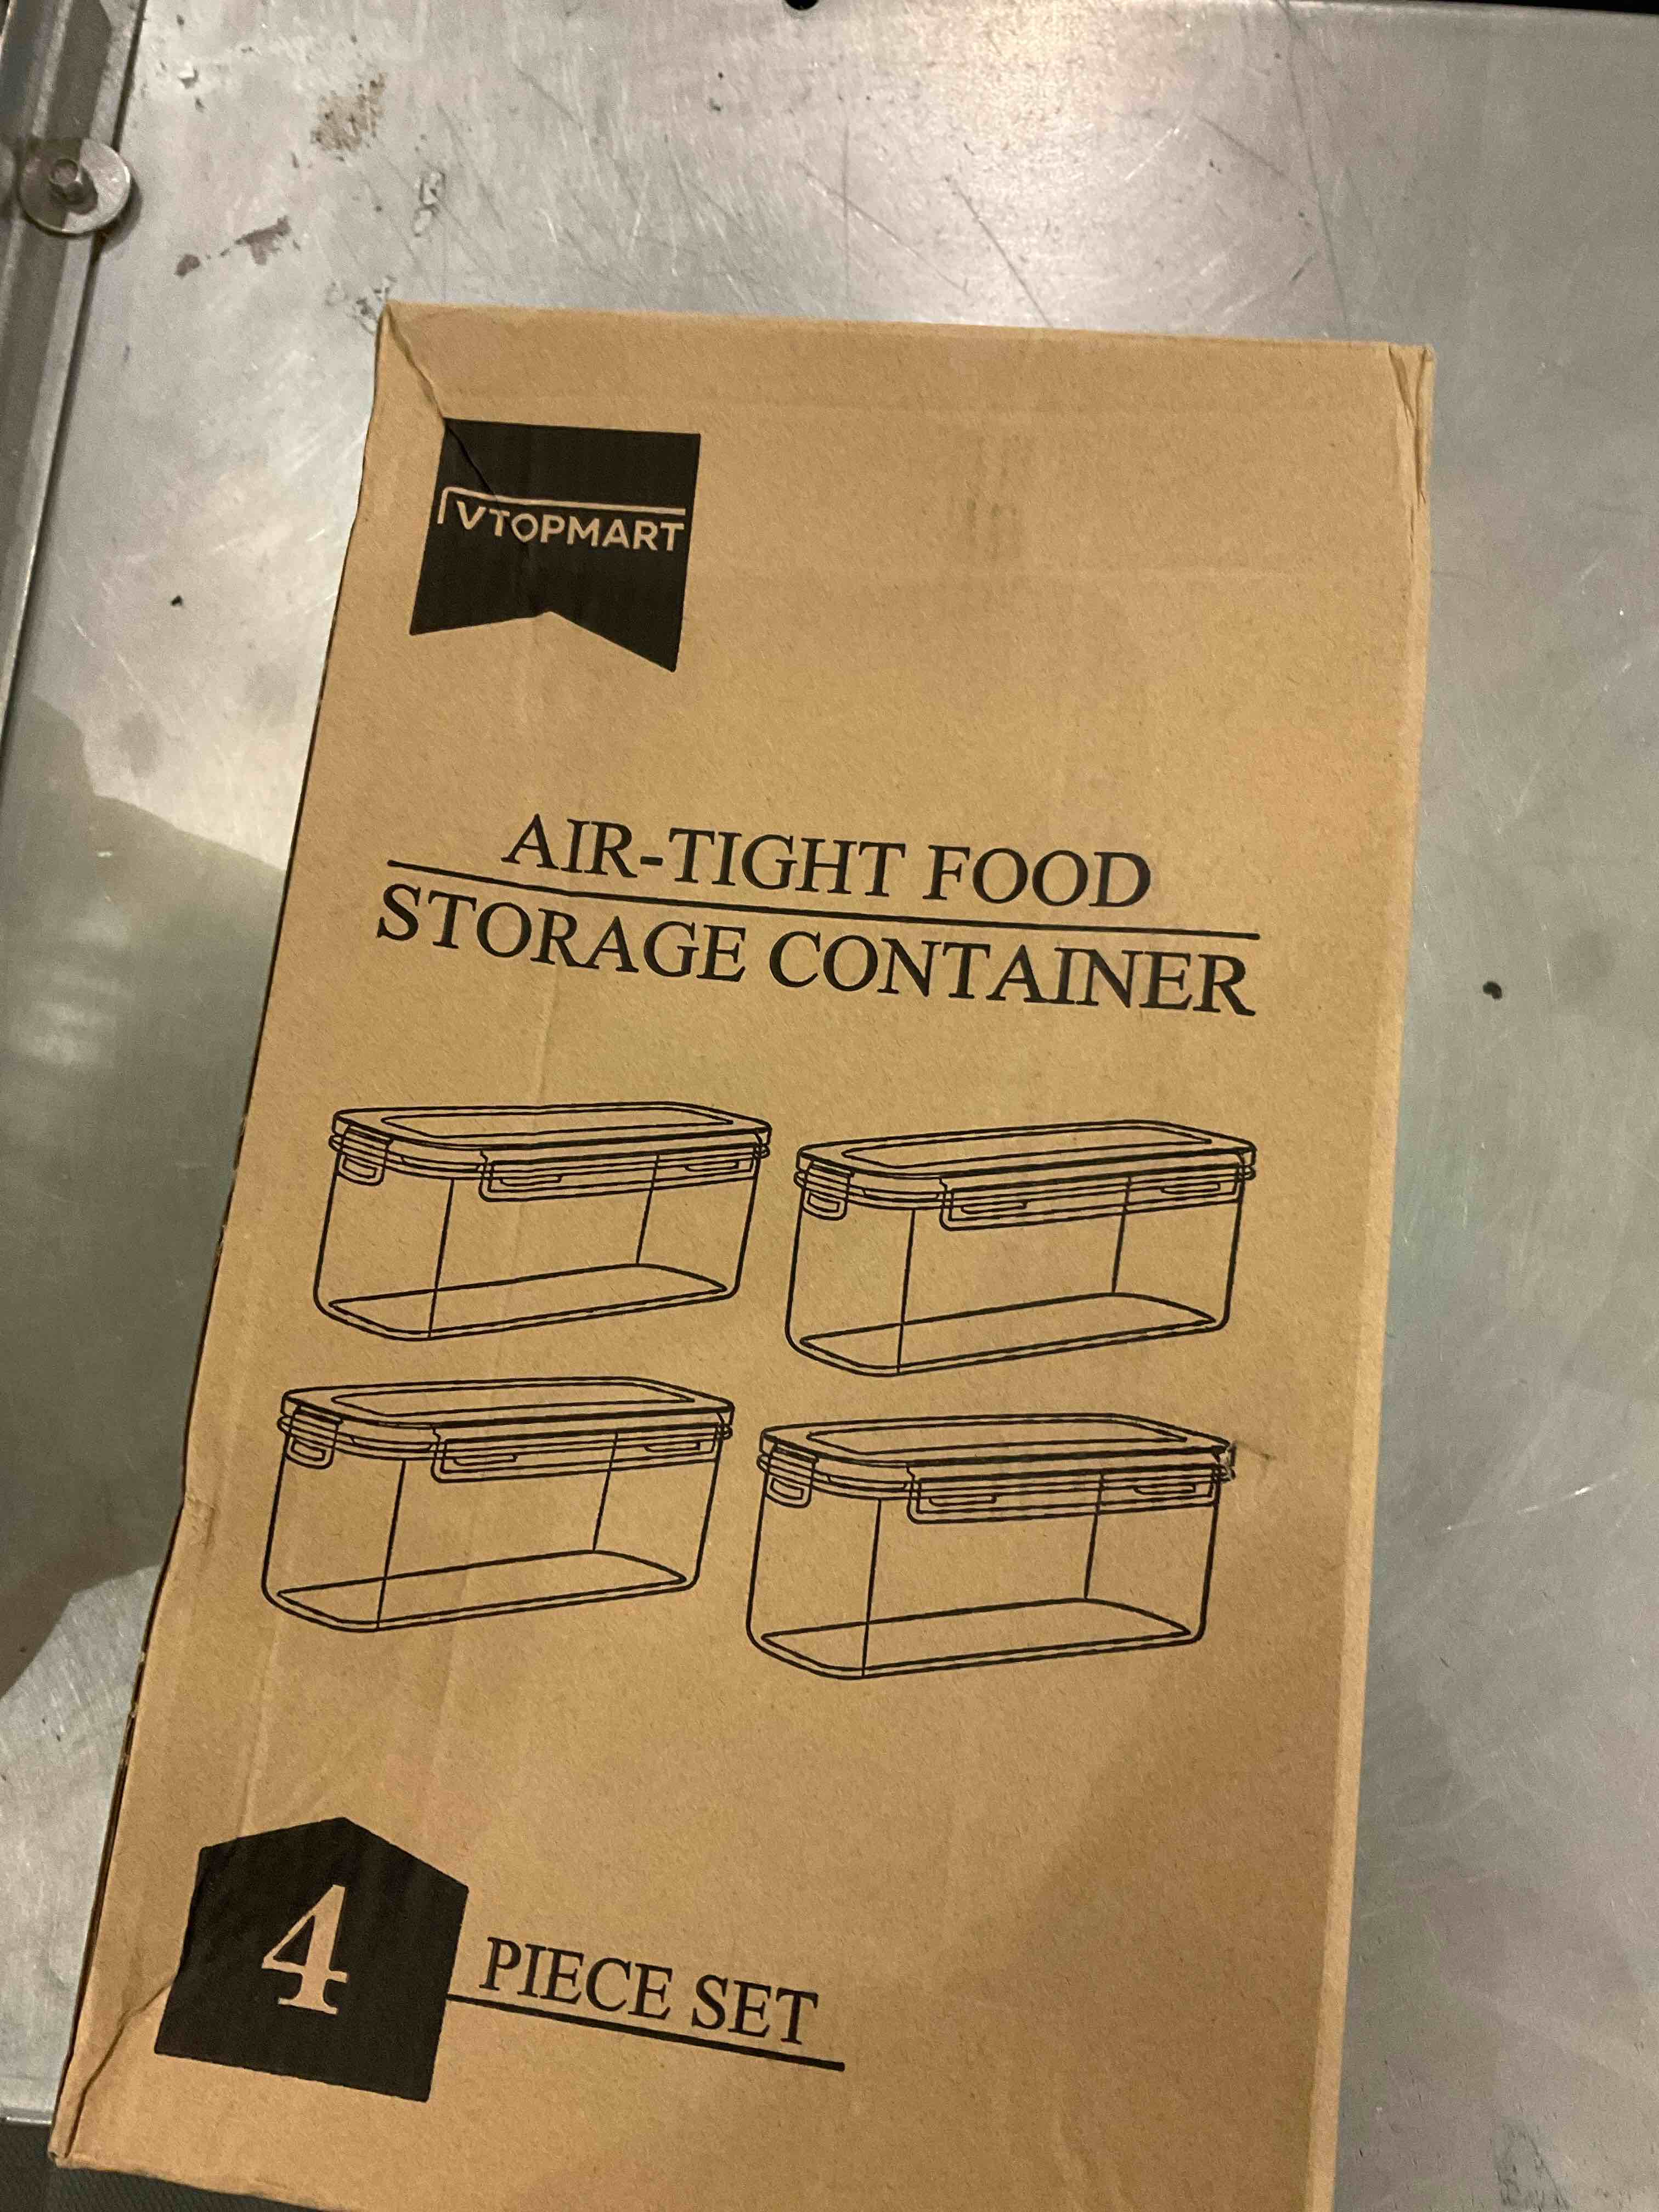 VTOPMART
AIR-TIGHT FOOD
STORAGE CONTAINER
4
PIECE SET